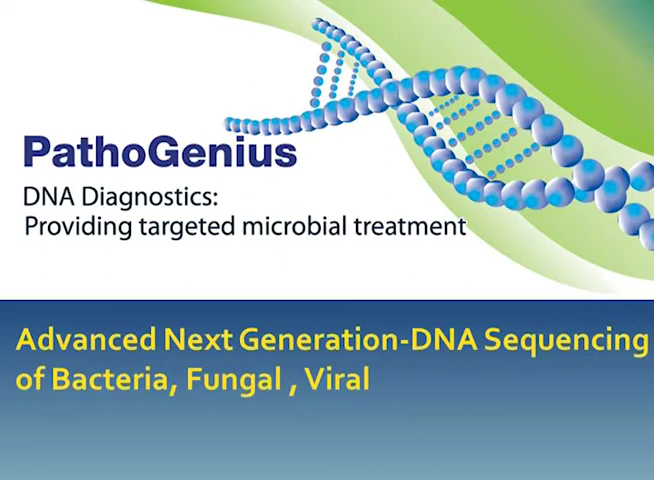 PathoGenius
DNA Diagnostics:
Providing targeted microbial treatment
Advanced Next Generation-DNA Sequencing
of Bacteria, Fungal , Viral